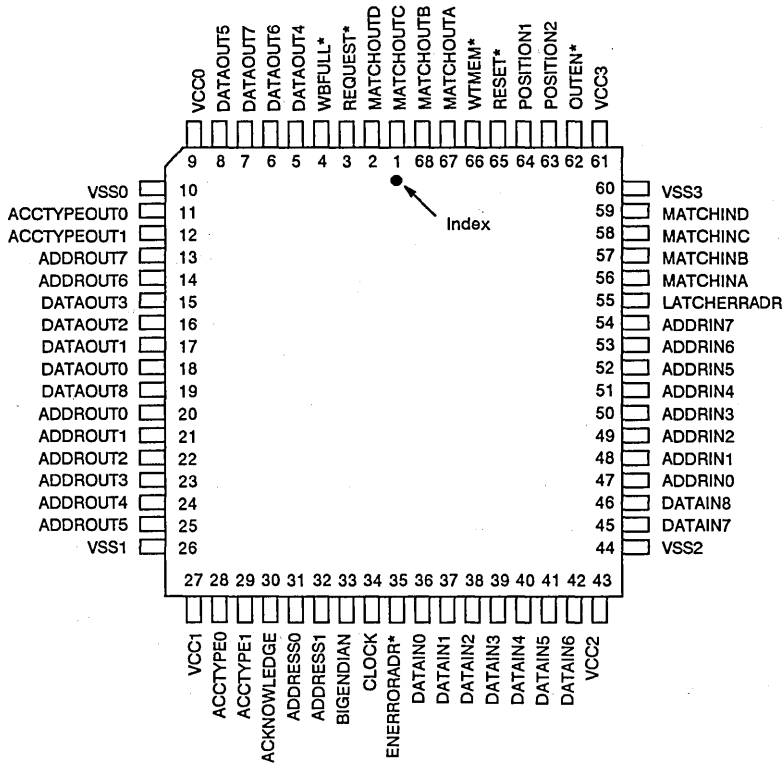 VCC0
DATAOUT5
DATAOUT7
DATAOUT6
DATAOUT4
WBFULL*
REQUEST*
MATCHOUTD
MATCHOUTC
MATCHOUTB
MATCHOUTA
WTMEM*
RESET*
POSITION1
POSITION2
OUTEN*
VCC3
9 8 7 6 5 4 3 2 1 68 67 66 65 64 63 62 61
Index
VSS0 10
ACCTYPEOUT0 11
ACCTYPEOUT1 12
ADDROUT7 13
ADDROUT6 14
DATAOUT3 15
DATAOUT2 16
DATAOUT1 17
DATAOUT0 18
DATAOUT8 19
ADDROUT0 20
ADDROUT1 21
ADDROUT2 22
ADDROUT3 23
ADDROUT4 24
ADDROUT5 25
VSS1 26
60 VSS3
59 MATCHIND
58 MATCHINC
57 MATCHINB
56 MATCHINA
55 LATCHERRADR
54 ADDRIN7
53 ADDRIN6
52 ADDRIN5
51 ADDRIN4
50 ADDRIN3
49 ADDRIN2
48 ADDRIN1
47 ADDRIN0
46 DATAIN8
45 DATAIN7
44 VSS2
27 28 29 30 31 32 33 34 35 36 37 38 39 40 41 42 43
VCC1
ACCTYPE0
ACCTYPE1
ACKNOWLEDGE
ADDRESS0
ADDRESS1
BIGENDIAN
CLOCK
ENERRORADR*
DATAIN0
DATAIN1
DATAIN2
DATAIN3
DATAIN4
DATAIN5
DATAIN6
VCC2